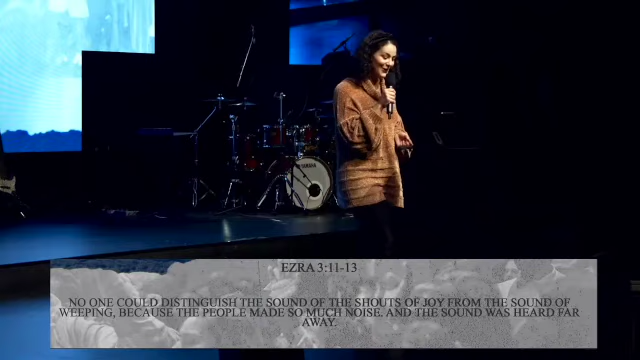 YAMAHA
EZRA 3:11-13
NO ONE COULD DISTINGUISH THE SOUND OF THE SHOUTS OF JOY FROM THE SOUND OF
WEEPING, BECAUSE THE PEOPLE MADE SO MUCH NOISE. AND THE SOUND WAS HEARD FAR
AWAY.